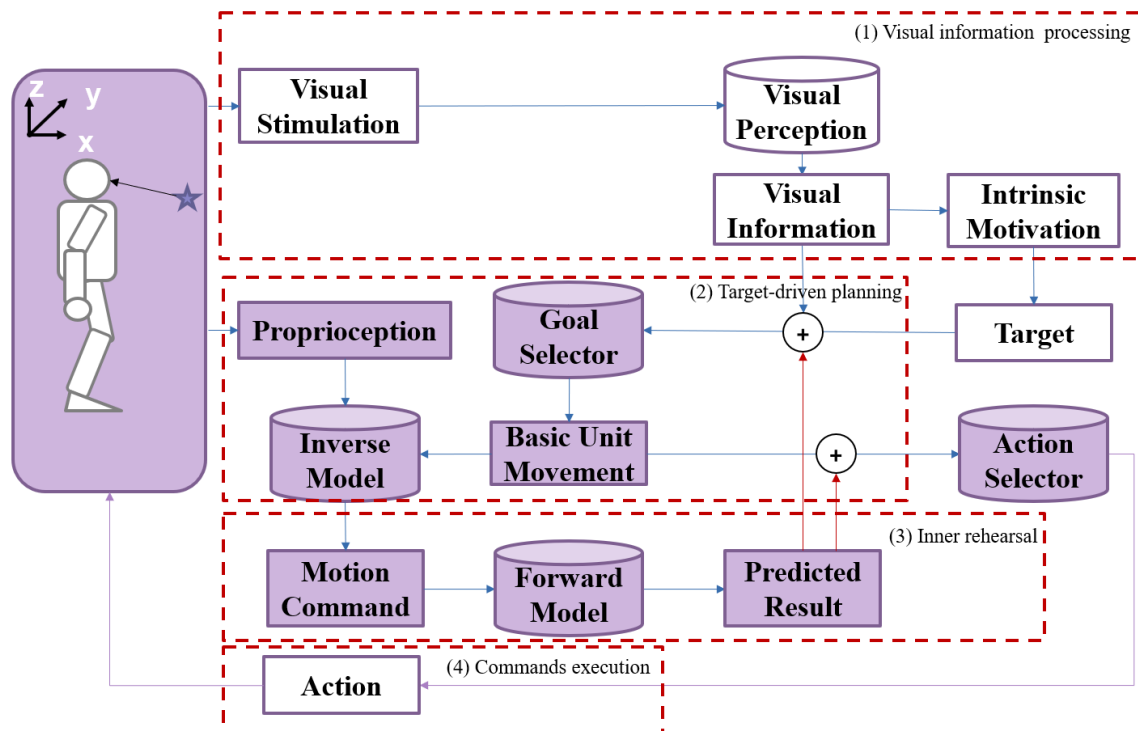 (1) Visual information processing
z
y
x
Visual
Stimulation
Visual
Perception
Visual
Information
Intrinsic
Motivation
(2) Target-driven planning
Proprioception
Goal
Selector
+
Target
Inverse
Model
Basic Unit
Movement
+
Action
Selector
(3) Inner rehearsal
Motion
Command
Forward
Model
Predicted
Result
(4) Commands execution
Action